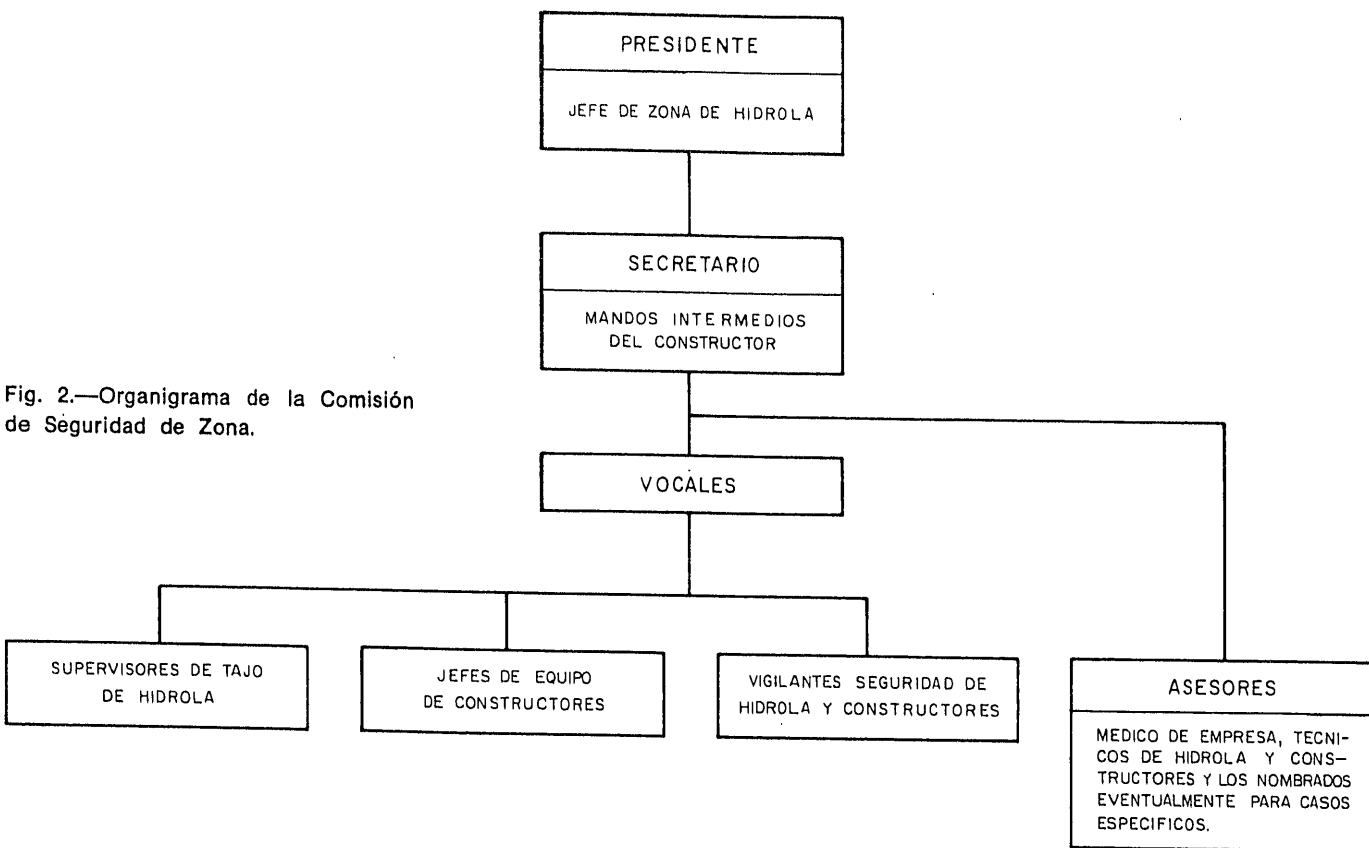 PRESIDENTE
JEFE DE ZONA DE HIDROLA
SECRETARIO
MANDOS INTERMEDIOS
DEL CONSTRUCTOR
Fig. 2.—Organigrama de la Comisión
de Seguridad de Zona.
VOCALES
SUPERVISORES DE TAJO
DE HIDROLA
JEFES DE EQUIPO
DE CONSTRUCTORES
VIGILANTES SEGURIDAD DE
HIDROLA Y CONSTRUCTORES
ASESORES
MEDICO DE EMPRESA, TECNI-
COS DE HIDROLA Y CONS-
TRUCTORES Y LOS NOMBRADOS
EVENTUALMENTE PARA CASOS
ESPECIFICOS.